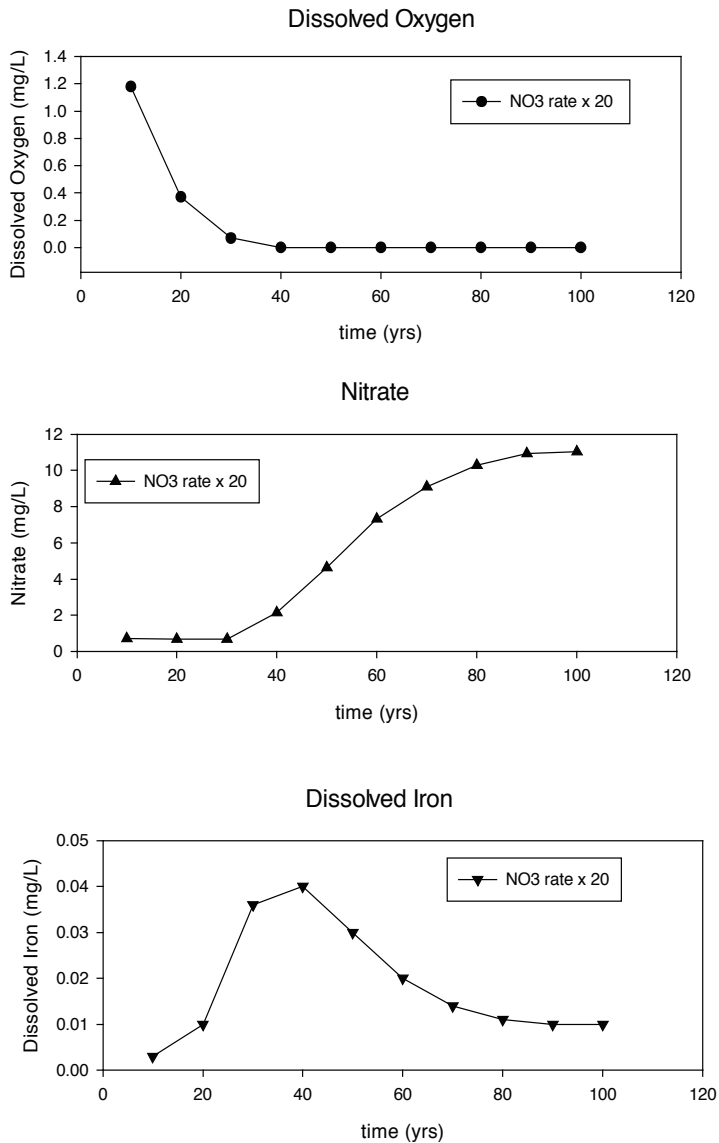 Dissolved Oxygen
Dissolved Oxygen (mg/L)
1.4
1.2
1.0
0.8
0.6
0.4
0.2
0.0
NO3 rate x 20
0 20 40 60 80 100 120
time (yrs)
Nitrate
Nitrate (mg/L)
12
10
8
6
4
2
0
NO3 rate x 20
0 20 40 60 80 100 120
time (yrs)
Dissolved Iron
Dissolved Iron (mg/L)
0.05
0.04
0.03
0.02
0.01
0.00
NO3 rate x 20
0 20 40 60 80 100 120
time (yrs)